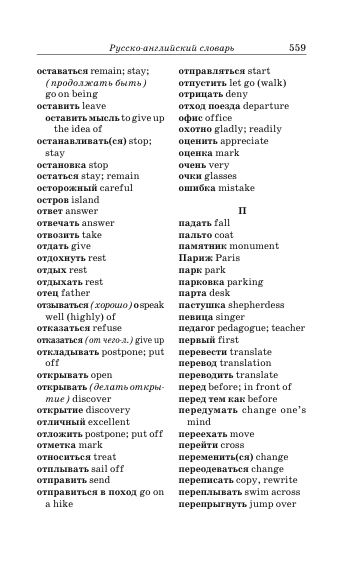 Русско-английский словарь 559
оставаться remain; stay;
(продолжать быть)
go on being
оставить leave
оставить мысль to give up
the idea of
останавливать(ся) stop;
stay
остановка stop
остаться stay; remain
осторожный careful
остров island
ответ answer
отвечать answer
отвозить take
отдать give
отдохнуть rest
отдых rest
отдыхать rest
отец father
отзываться (хорошо) о speak
well (highly) of
отказаться refuse
отказаться (от чего-л.) give up
откладывать postpone; put
off
открывать open
открывать (делать откры-
тие) discover
открытие discovery
отличный excellent
отложить postpone; put off
отметка mark
относиться treat
отплывать sail off
отправить send
отправиться в поход go on
a hike
отправляться start
отпустить let go (walk)
отрицать deny
отход поезда departure
офис office
охотно gladly; readily
оценить appreciate
оценка mark
очень very
очки glasses
ошибка mistake
П
падать fall
пальто coat
памятник monument
Париж Paris
парк park
парковка parking
парта desk
пастушка shepherdess
певица singer
педагог pedagogue; teacher
первый first
перевести translate
перевод translation
переводить translate
перед before; in front of
перед тем как before
передумать change one's
mind
переехать move
перейти cross
переменить(ся) change
переодеваться change
переписать copy, rewrite
переплывать swim across
перепрыгнуть jump over